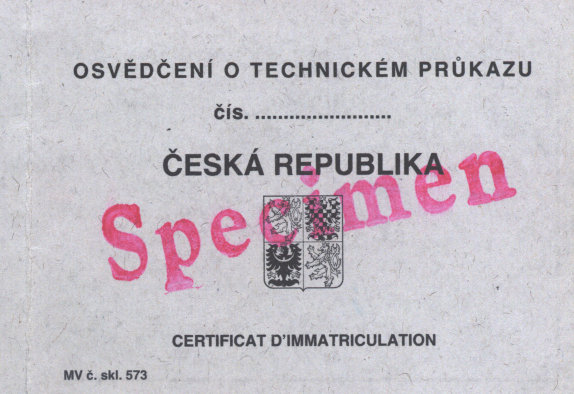 OSVĚDČENÍ O TECHNICKÉM PRŮKAZU
čís. .........................
ČESKÁ REPUBLIKA
Specimen
CERTIFICAT D'IMMATRICULATION
MV č. skl. 573